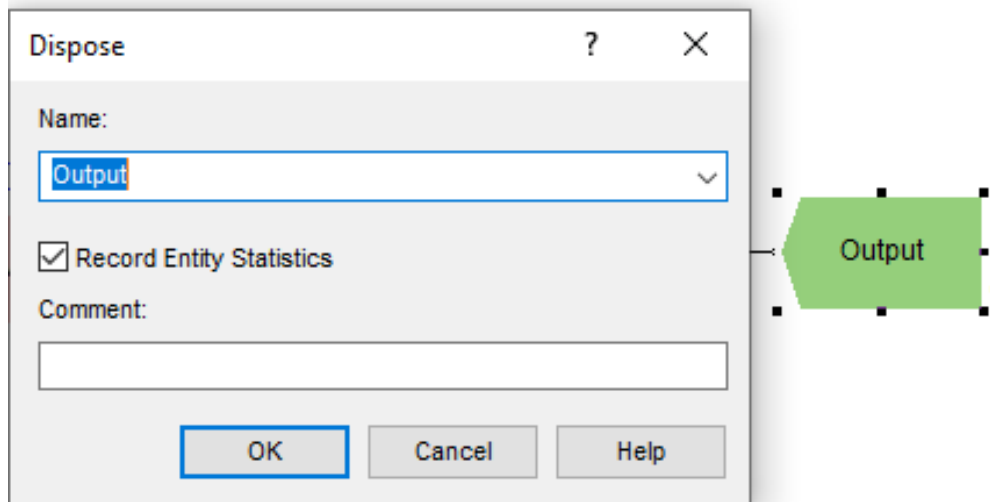 Dispose ?
Name:
Output
Record Entity Statistics
Comment:
OK Cancel Help
Output